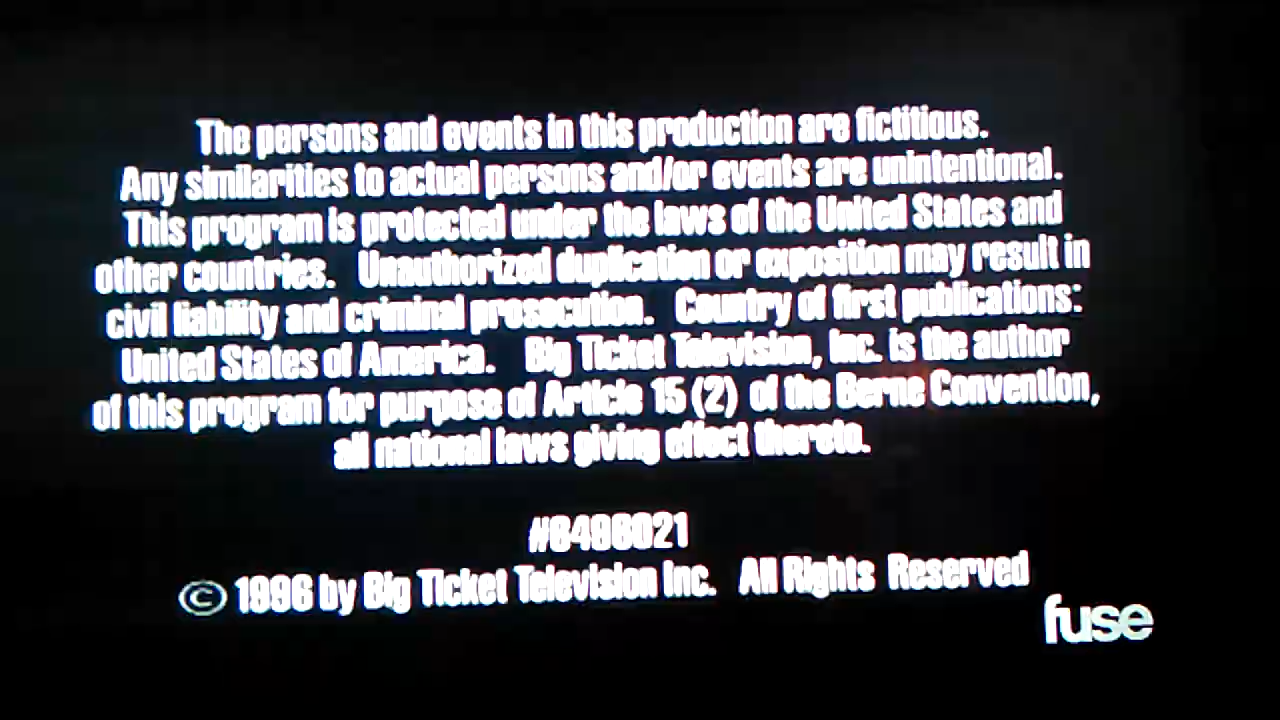 The persons and events in this production are fictitious.
Any similarities to actual persons and/or events are unintentional.
This program is protected under the laws of the United States and
other countries. Unauthorized duplication or exposition may result in
civil liability and criminal prosecution. Country of first publications:
United States of America. Big Ticket Television, Inc. is the author
of this program for purpose of Article 15 (2) of the Berne Convention,
all national laws giving effect thereto.
© 1996 by Big Ticket Television Inc. All Rights Reserved
fuse